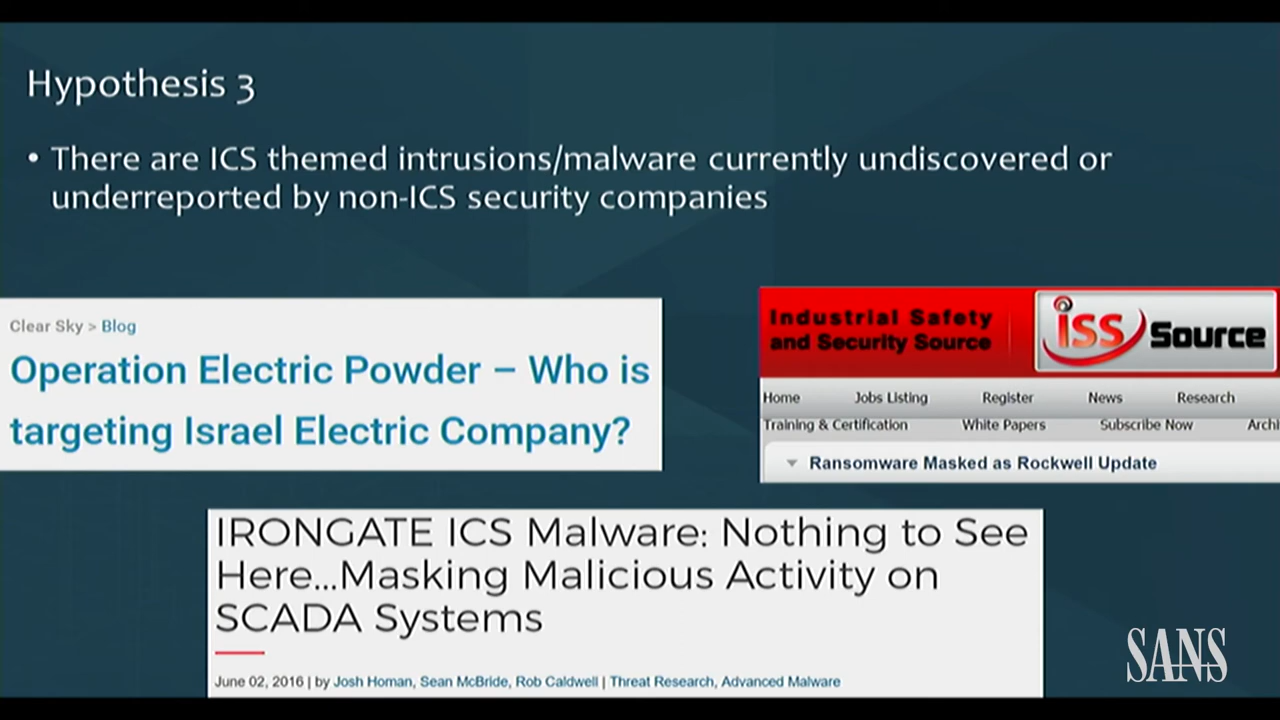 Hypothesis 3
• There are ICS themed intrusions/malware currently undiscovered or
underreported by non-ICS security companies
Clear Sky > Blog
Operation Electric Powder – Who is
targeting Israel Electric Company?
Industrial Safety
and Security Source
iSS Source
Home Jobs Listing Register News Research
Training & Certification White Papers Subscribe Now Archi
Ransomware Masked as Rockwell Update
IRONGATE ICS Malware: Nothing to See
Here...Masking Malicious Activity on
SCADA Systems
June 02, 2016 | by Josh Homan, Sean McBride, Rob Caldwell | Threat Research, Advanced Malware
SANS